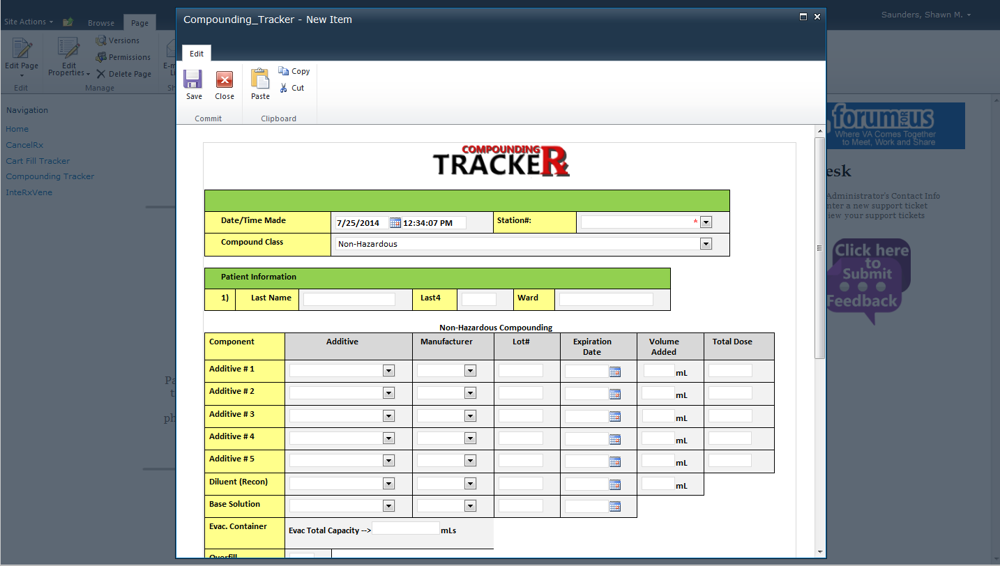 Compounding_Tracker - New Item
Saunders, Shawn M.
Site Actions
Browse
Page
Edit
Edit Page
Edit
Edit
Properties
Versions
Permissions
Delete Page
Manage
Save
Close
Commit
Paste
Copy
Cut
Clipboard
Navigation
Home
CancelRx
Cart Fill Tracker
Compounding Tracker
InteRxVene
forum FOR us
Where VA Comes Together
to Meet, Work and Share
esk
Administrator's Contact Info
nter a new support ticket
iew your support tickets
Click here
to
Submit
Feedback
COMPOUNDING
TRACKER
Date/Time Made 7/25/2014 12:34:07 PM Station#: *
Compound Class Non-Hazardous
Patient Information
1) Last Name Last4 Ward
Non-Hazardous Compounding
Component Additive Manufacturer Lot# Expiration Date Volume Added Total Dose
Additive # 1 mL
Additive # 2 mL
Additive # 3 mL
Additive # 4 mL
Additive # 5 mL
Diluent (Recon) mL
Base Solution
Evac. Container Evac Total Capacity --> mLs
Overfill